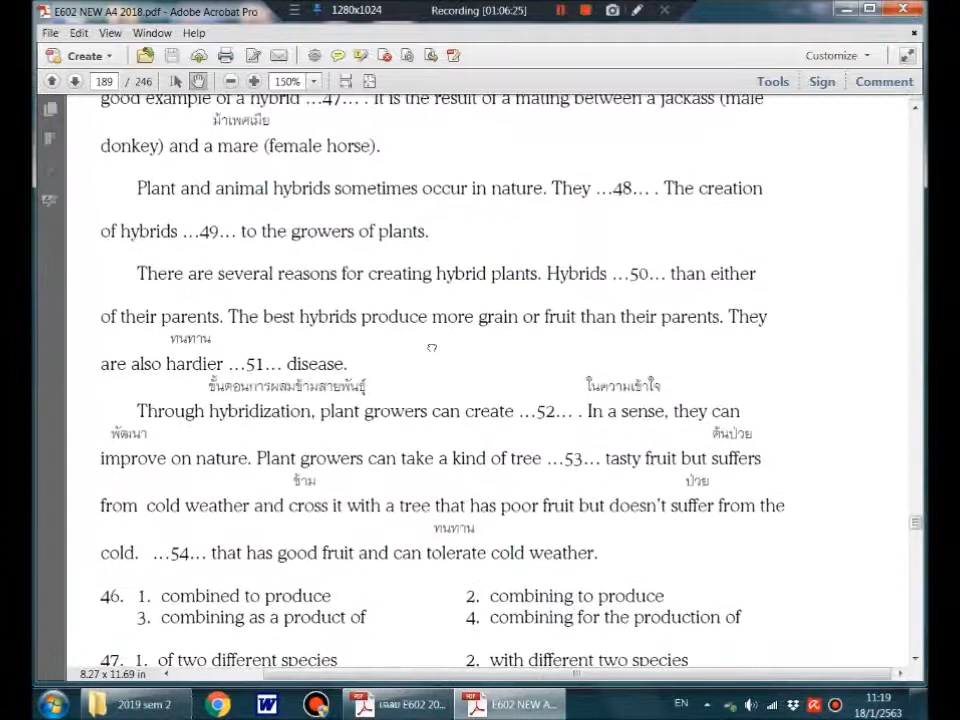 E602 NEW A4 2018.pdf - Adobe Acrobat Pro
1280x1024
Recording [01:06:25]
File Edit View Window Help
Create
Customize
189 / 246
150%
Tools Sign Comment
good example of a hybrid ...47... . It is the result of a mating between a jackass (male
ม้าเพศเมีย
donkey) and a mare (female horse).
Plant and animal hybrids sometimes occur in nature. They ...48... . The creation
of hybrids ...49... to the growers of plants.
There are several reasons for creating hybrid plants. Hybrids ...50... than either
of their parents. The best hybrids produce more grain or fruit than their parents. They
ทนทาน
are also hardier ...51... disease.
ขั้นตอนการผสมข้ามสายพันธุ์ ในความเข้าใจ
Through hybridization, plant growers can create ...52... . In a sense, they can
พัฒนา ต้นป่วย
improve on nature. Plant growers can take a kind of tree ...53... tasty fruit but suffers
ข้าม ป่วย
from cold weather and cross it with a tree that has poor fruit but doesn't suffer from the
ทนทาน
cold. ...54... that has good fruit and can tolerate cold weather.
46. 1. combined to produce 2. combining to produce
3. combining as a product of 4. combining for the production of
47. 1. of two different species 2. with different two species
8.27 x 11.69 in
2019 sem 2
เฉลย E602 20...
E602 NEW A...
EN
11:19
18/1/2563